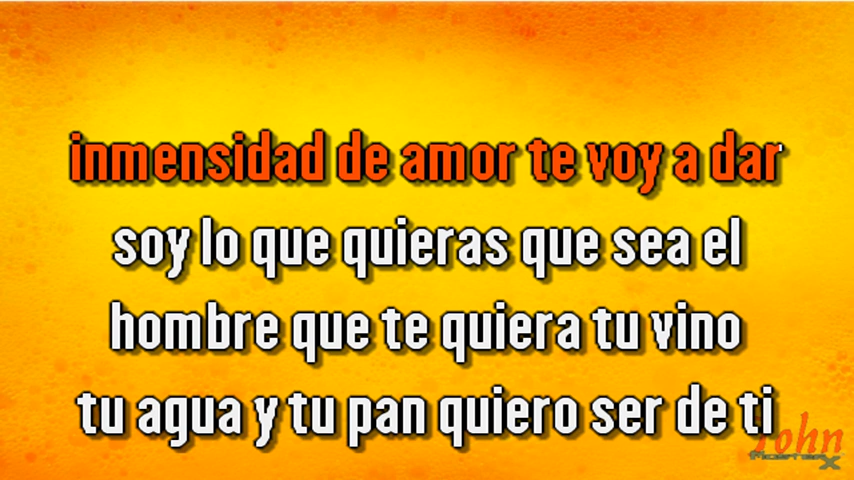 inmensidad de amor te voy a dar
soy lo que quieras que sea el
hombre que te quiera tu vino
tu agua y tu pan quiero ser de ti
John